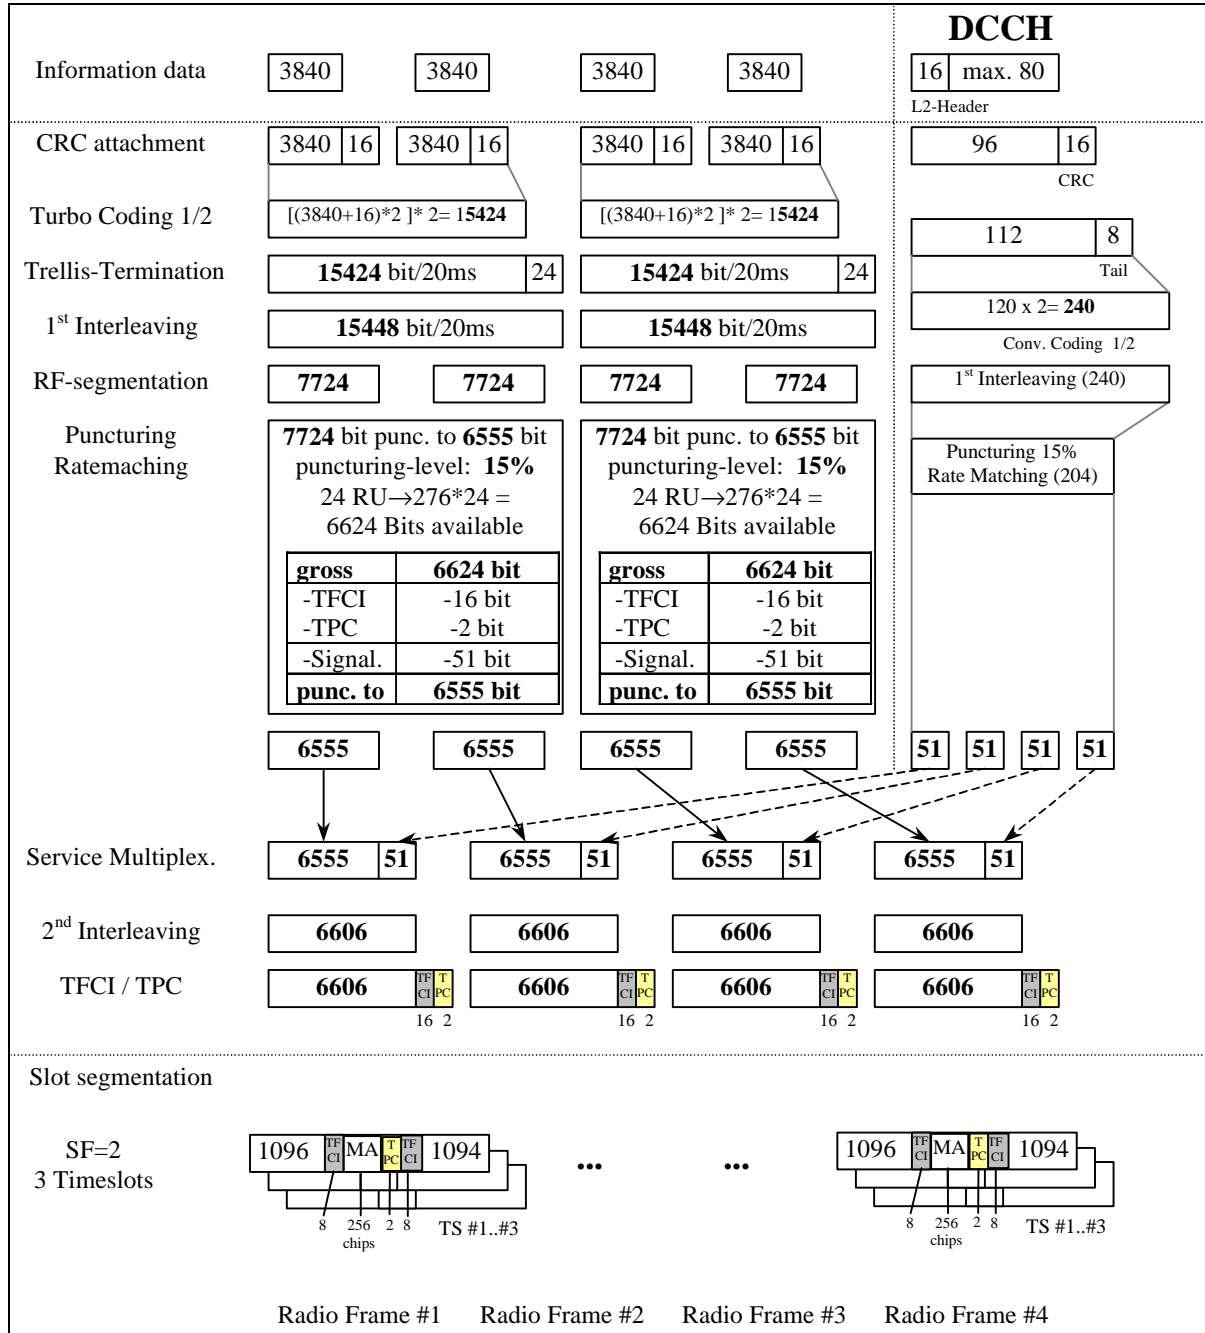 DCCH
Information data 3840 3840 3840 3840 16 max. 80
L2-Header
CRC attachment 3840 16 3840 16 3840 16 3840 16 96 16
CRC
Turbo Coding 1/2 [(3840+16)*2 ]* 2= 15424 [(3840+16)*2 ]* 2= 15424
112 8
Trellis-Termination 15424 bit/20ms 24 15424 bit/20ms 24
Tail
120 x 2= 240
1st Interleaving 15448 bit/20ms 15448 bit/20ms
Conv. Coding 1/2
RF-segmentation 7724 7724 7724 7724 1st Interleaving (240)
Puncturing
Ratemaching
7724 bit punc. to 6555 bit
puncturing-level: 15%
24 RU→276*24 =
6624 Bits available
gross 6624 bit
-TFCI -16 bit
-TPC -2 bit
-Signal. -51 bit
punc. to 6555 bit
7724 bit punc. to 6555 bit
puncturing-level: 15%
24 RU→276*24 =
6624 Bits available
gross 6624 bit
-TFCI -16 bit
-TPC -2 bit
-Signal. -51 bit
punc. to 6555 bit
Puncturing 15%
Rate Matching (204)
6555 6555 6555 6555 51 51 51 51
Service Multiplex. 6555 51 6555 51 6555 51 6555 51
2nd Interleaving 6606 6606 6606 6606
TFCI / TPC 6606 TF CI T PC 6606 TF CI T PC 6606 TF CI T PC 6606 TF CI T PC
16 2 16 2 16 2 16 2
Slot segmentation
SF=2
3 Timeslots
1096 TF CI MA T PC TF CI 1094 ... ... 1096 TF CI MA T PC TF CI 1094
8 256 2 8 TS #1..#3 8 256 2 8 TS #1..#3
chips chips
Radio Frame #1 Radio Frame #2 Radio Frame #3 Radio Frame #4